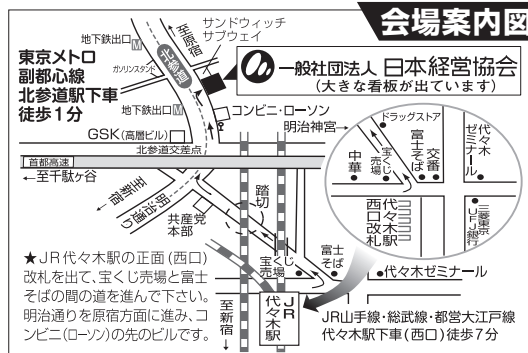 会場案内図
サンドウィッチ
サブウェイ
地下鉄出口M
至原宿
北参道
ガソリンスタンド
東京メトロ
副都心線
北参道駅下車
徒歩1分
一般社団法人 日本経営協会
(大きな看板が出ています)
地下鉄出口M
コンビニ・ローソン
明治神宮→
GSK(高層ビル)
北参道交差点
首都高速
←至千駄ヶ谷
至新宿
明治通り
共産党
本部
踏切
ドラッグストア
中華
宝くじ
売場
富士そば
交番
代々木
ゼミナール
代々木駅
西口改札
三菱東京
UFJ銀行
★JR代々木駅の正面(西口)
改札を出て、宝くじ売場と富士
そばの間の道を進んで下さい。
明治通りを原宿方面に進み、コ
ンビニ(ローソン)の先のビルです。
宝くじ
売場
富士
そば
代々木ゼミナール
至新宿
JR
代々木駅
JR山手線・総武線・都営大江戸線
代々木駅下車(西口)徒歩7分